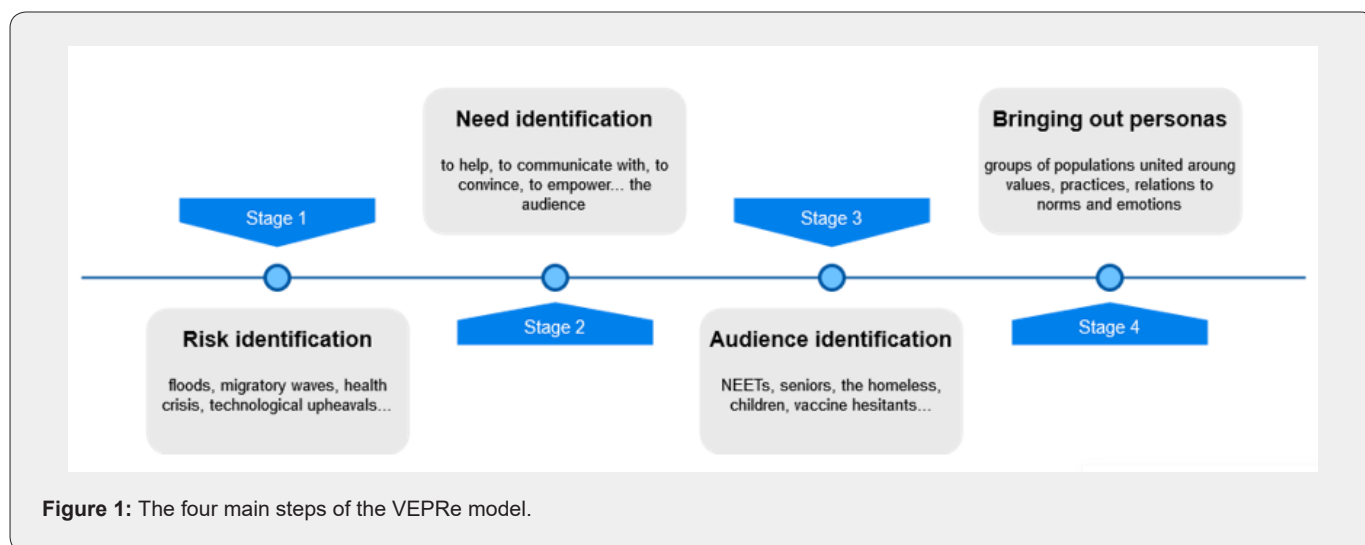 Need identification
to help, to communicate with, to
convince, to empower... the
audience
Bringing out personas
groups of populations united aroung
values, practices, relations to
norms and emotions
Stage 1
Stage 3
Risk identification
floods, migratory waves, health
crisis, technological upheavals...
Stage 2
Audience identification
NEETs, seniors, the homeless,
children, vaccine hesitants...
Stage 4
Figure 1: The four main steps of the VEPRe model.